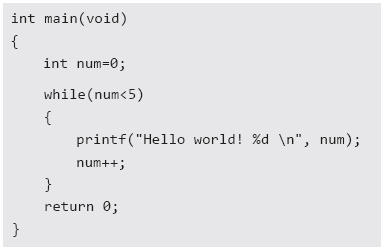 int main(void)
{
    int num=0;
    while(num<5)
    {
        printf("Hello world! %d \n", num);
        num++;
    }
    return 0;
}